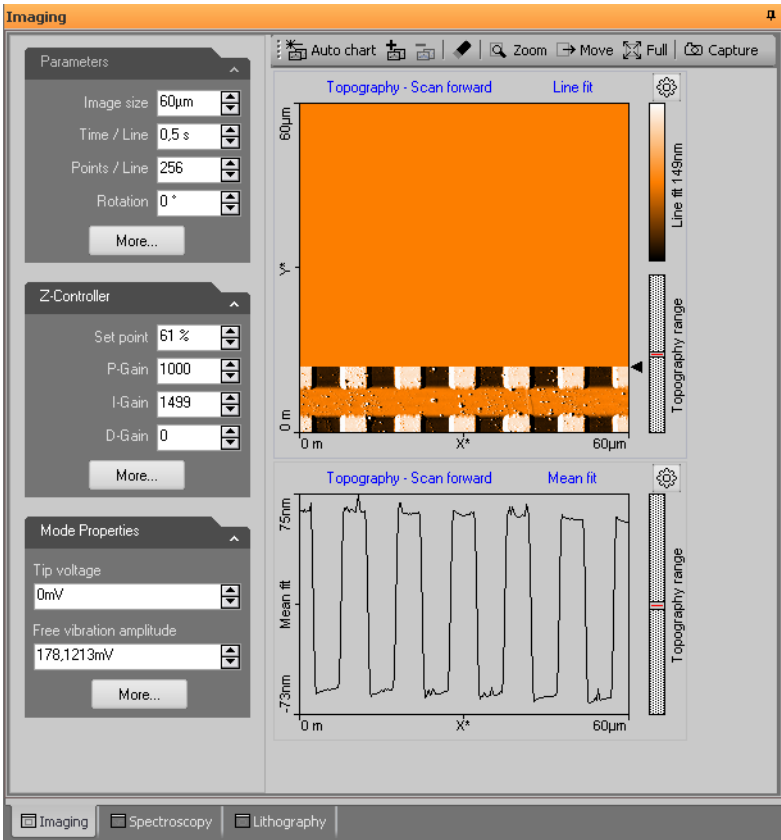 Imaging
Parameters
Image size 60µm
Time / Line 0,5 s
Points / Line 256
Rotation 0 °
More...
Z-Controller
Set point 61 %
P-Gain 1000
I-Gain 1499
D-Gain 0
More...
Mode Properties
Tip voltage
0mV
Free vibration amplitude
178,1213mV
More...
Auto chart Zoom Move Full Capture
Topography - Scan forward Line fit
60µm
Y*
0 m
0 m X* 60µm
Line fit 149nm
Topography range
Topography - Scan forward Mean fit
75nm
Mean fit
-73nm
0 m X* 60µm
Topography range
Imaging Spectroscopy Lithography